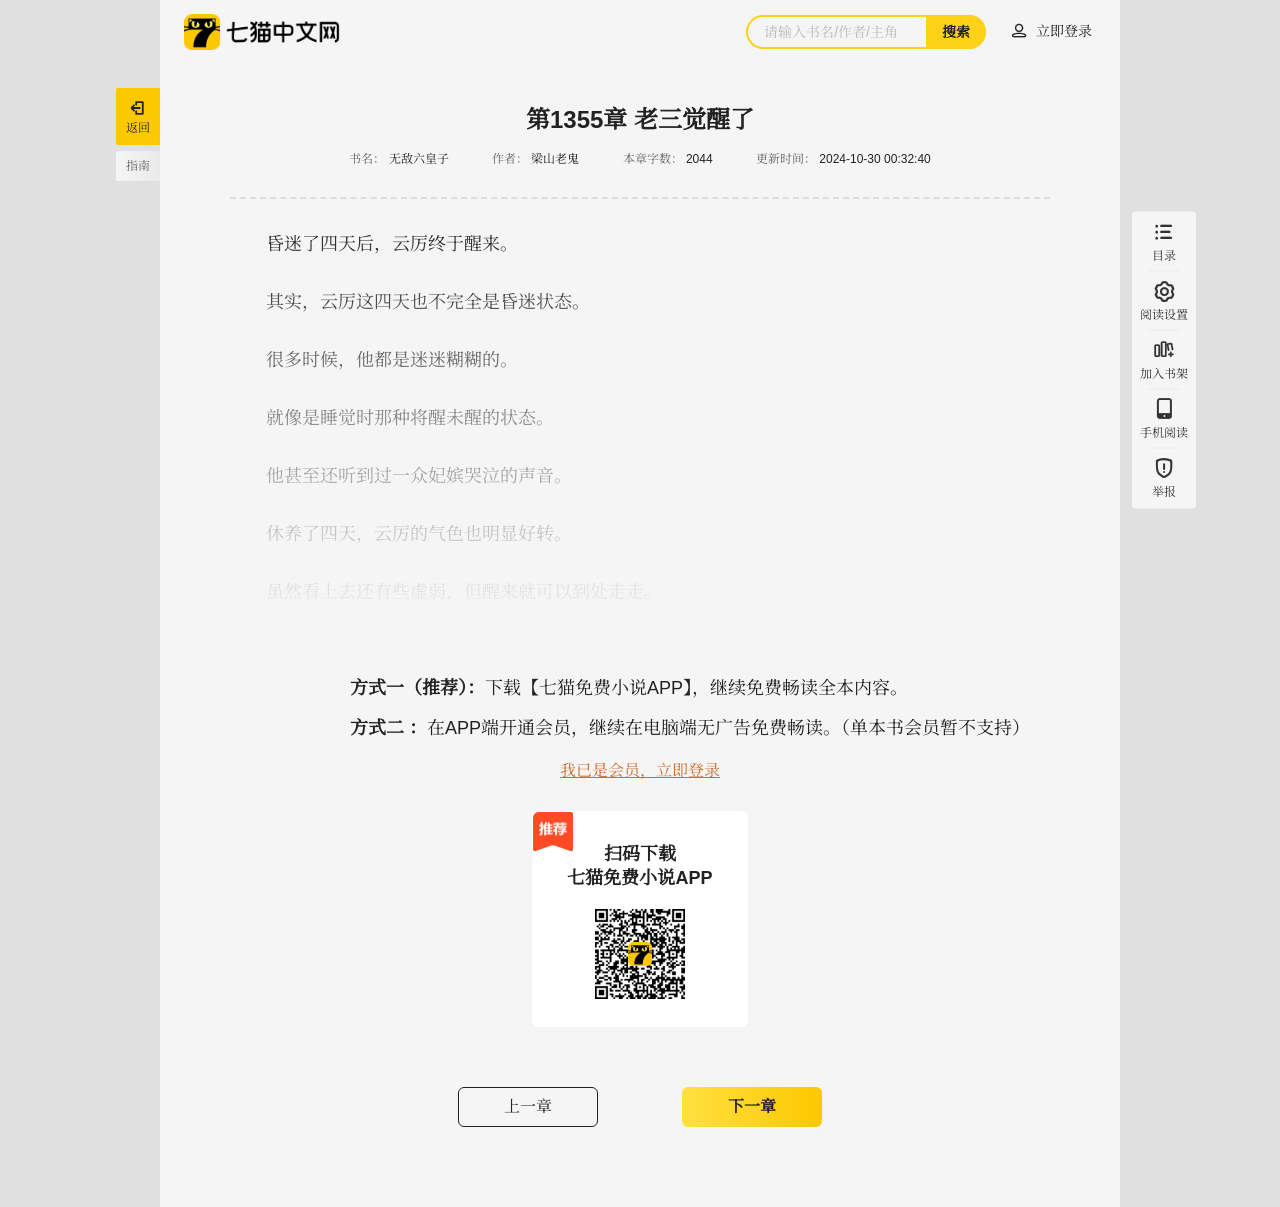 七猫中文网
请输入书名/作者/主角
搜索
立即登录
返回
指南
第1355章 老三觉醒了
书名： 无敌六皇子 作者： 梁山老鬼 本章字数： 2044 更新时间： 2024-10-30 00:32:40
昏迷了四天后，云厉终于醒来。
其实，云厉这四天也不完全是昏迷状态。
很多时候，他都是迷迷糊糊的。
就像是睡觉时那种将醒未醒的状态。
他甚至还听到过一众妃嫔哭泣的声音。
休养了四天，云厉的气色也明显好转。
虽然看上去还有些虚弱，但醒来就可以到处走走。
目录
阅读设置
加入书架
手机阅读
举报
方式一（推荐）：下载【七猫免费小说APP】，继续免费畅读全本内容。
方式二 ：在APP端开通会员，继续在电脑端无广告免费畅读。（单本书会员暂不支持）
我已是会员，立即登录
推荐
扫码下载
七猫免费小说APP
上一章
下一章